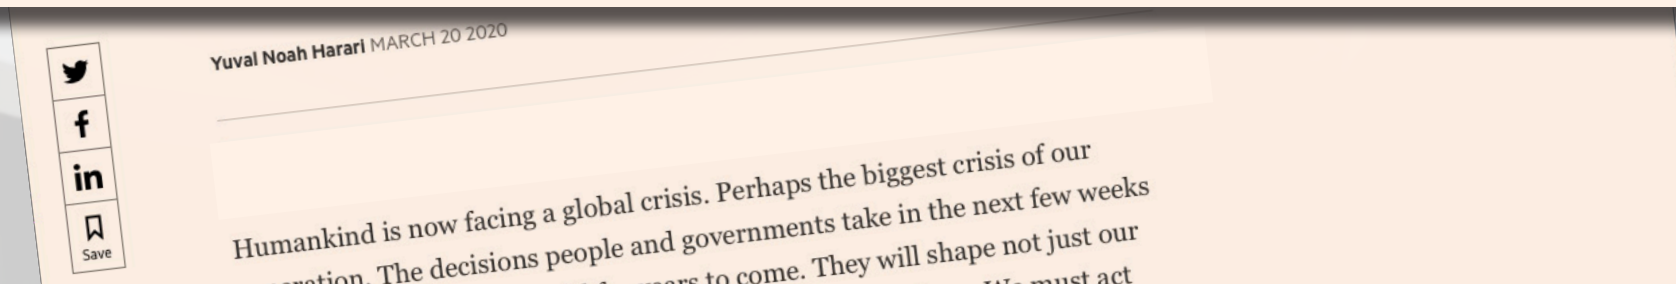 Yuval Noah Harari MARCH 20 2020
Save
Humankind is now facing a global crisis. Perhaps the biggest crisis of our
The decisions people and governments take in the next few weeks
to come. They will shape not just our
must act